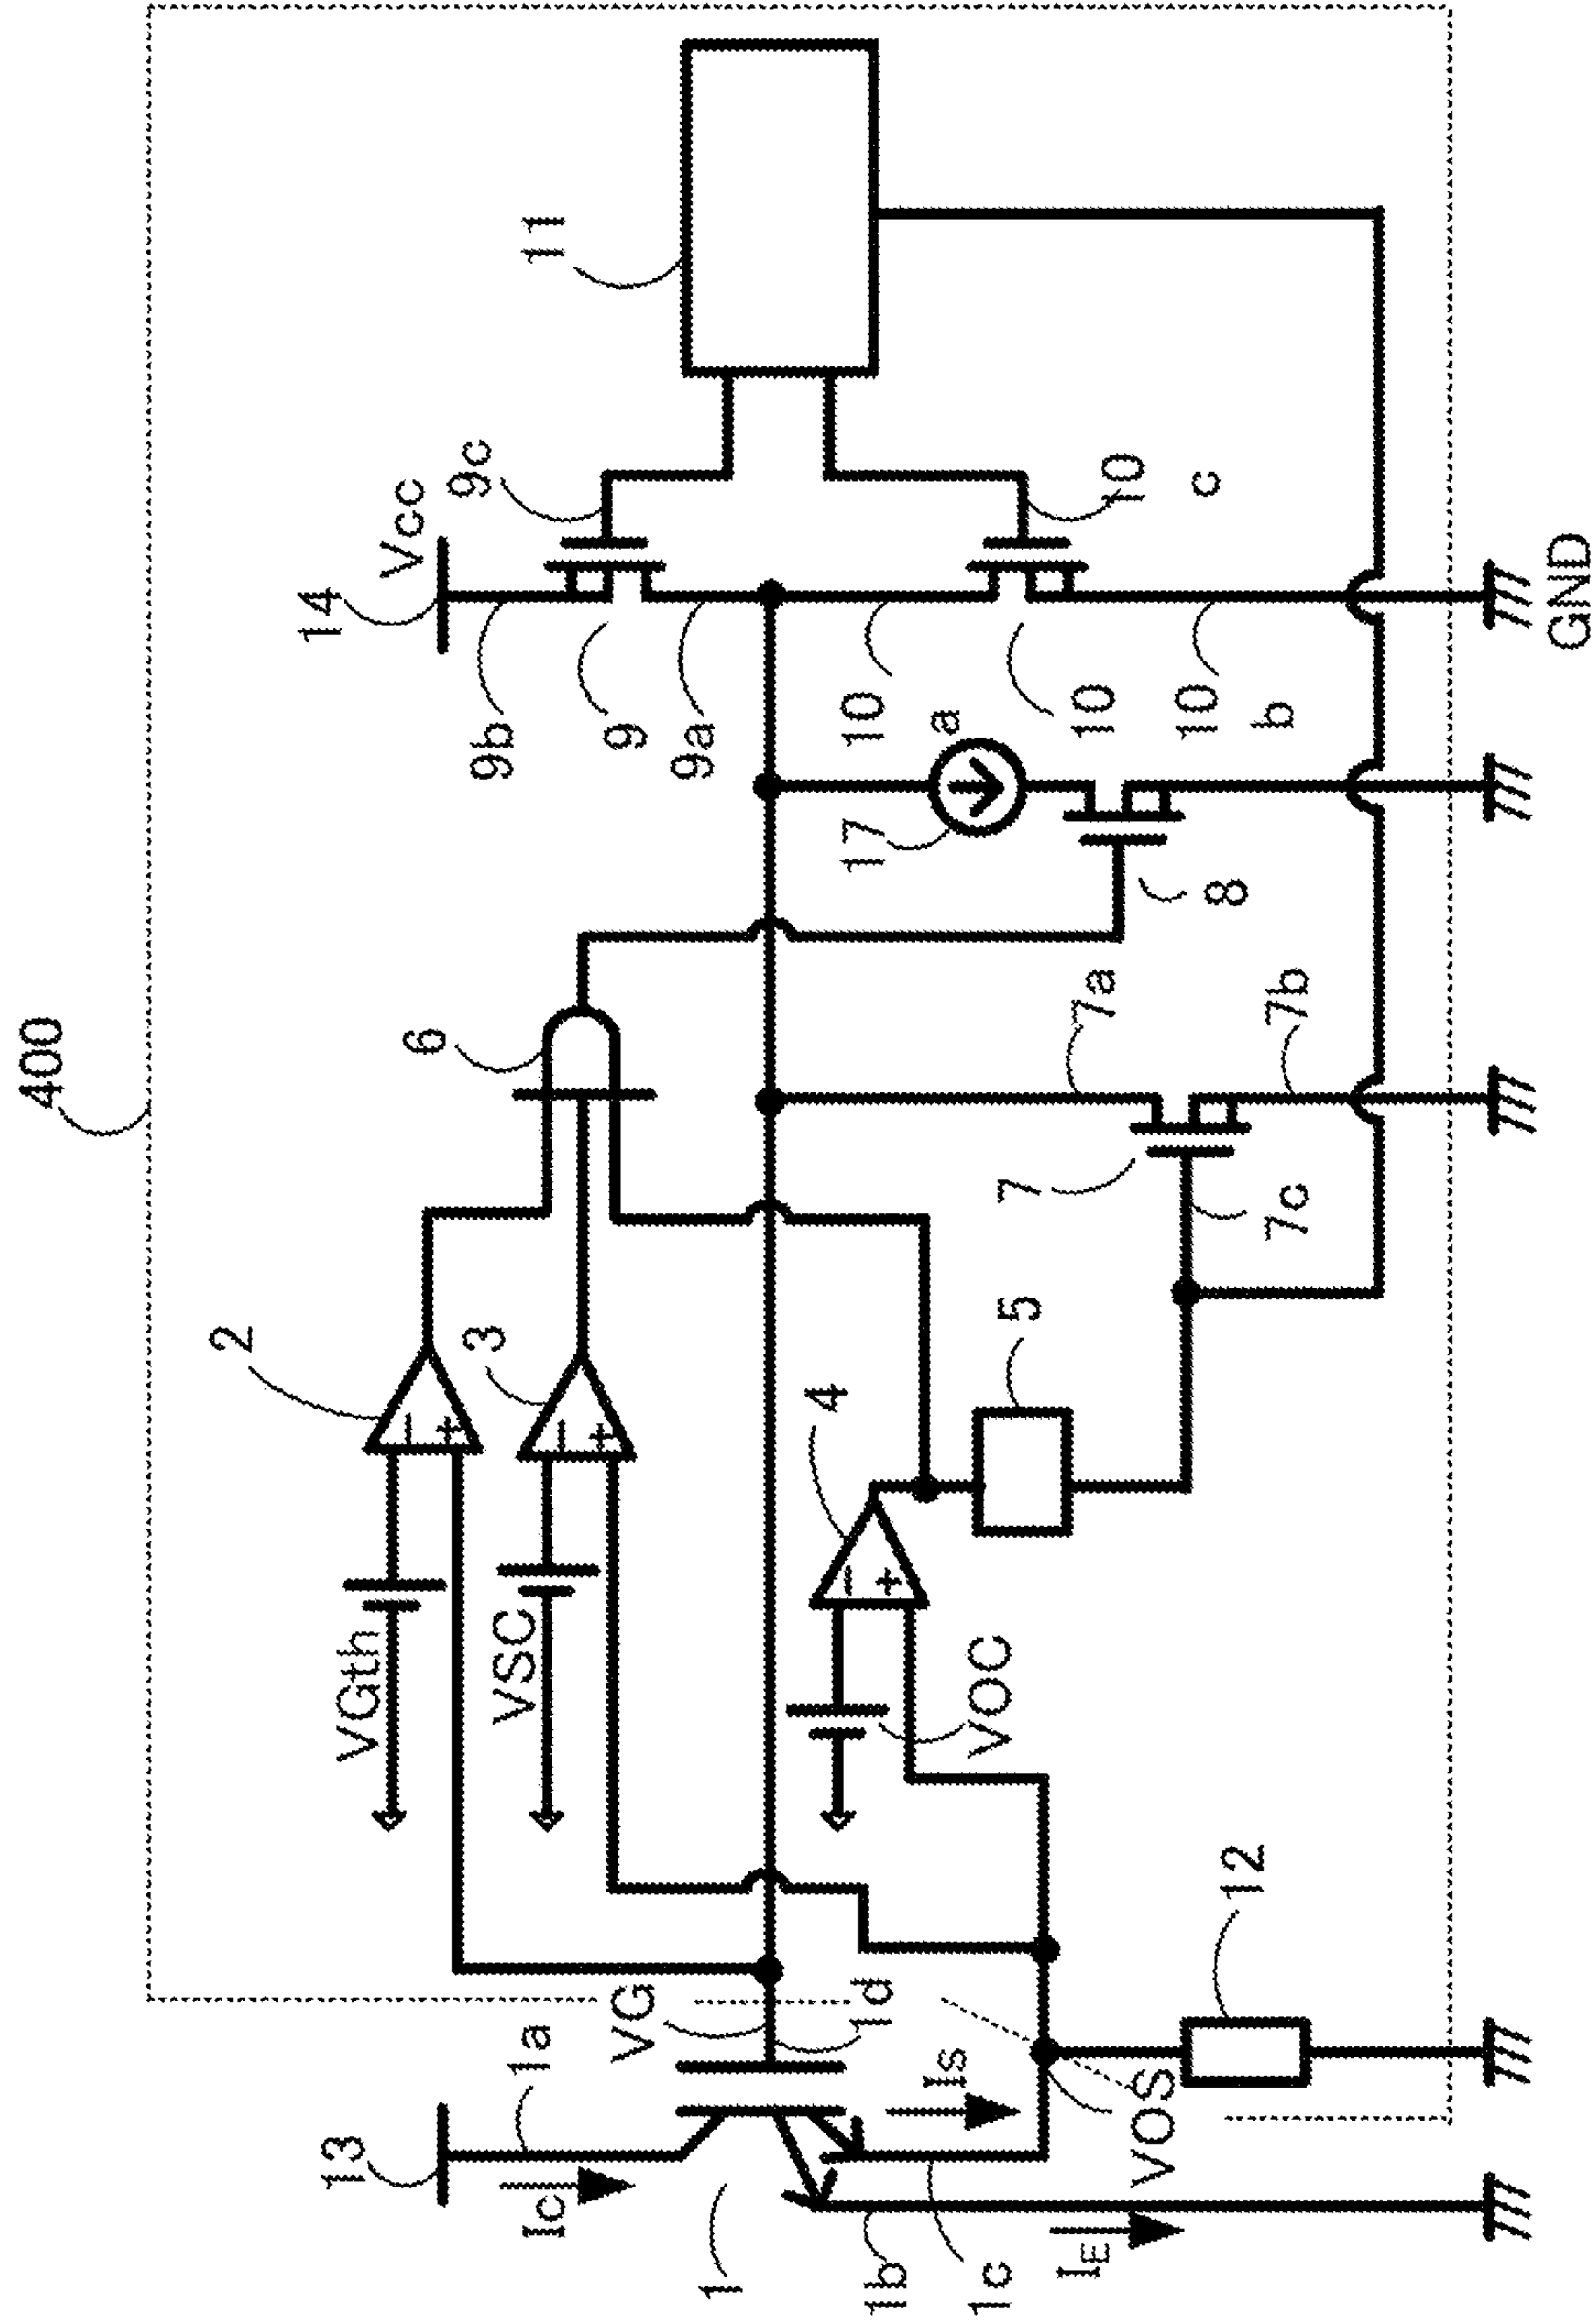 400
11
14
Vcc
9c
9b
9
9a
10
c
10
a
10
10
b
GND
17
8
6
7a
7b
7
7c
2
3
4
5
VGth
VSC
VOC
12
13
1a
VG
1d
Ic
Is
VOS
1
1b
1c
IE
− +
− +
− +